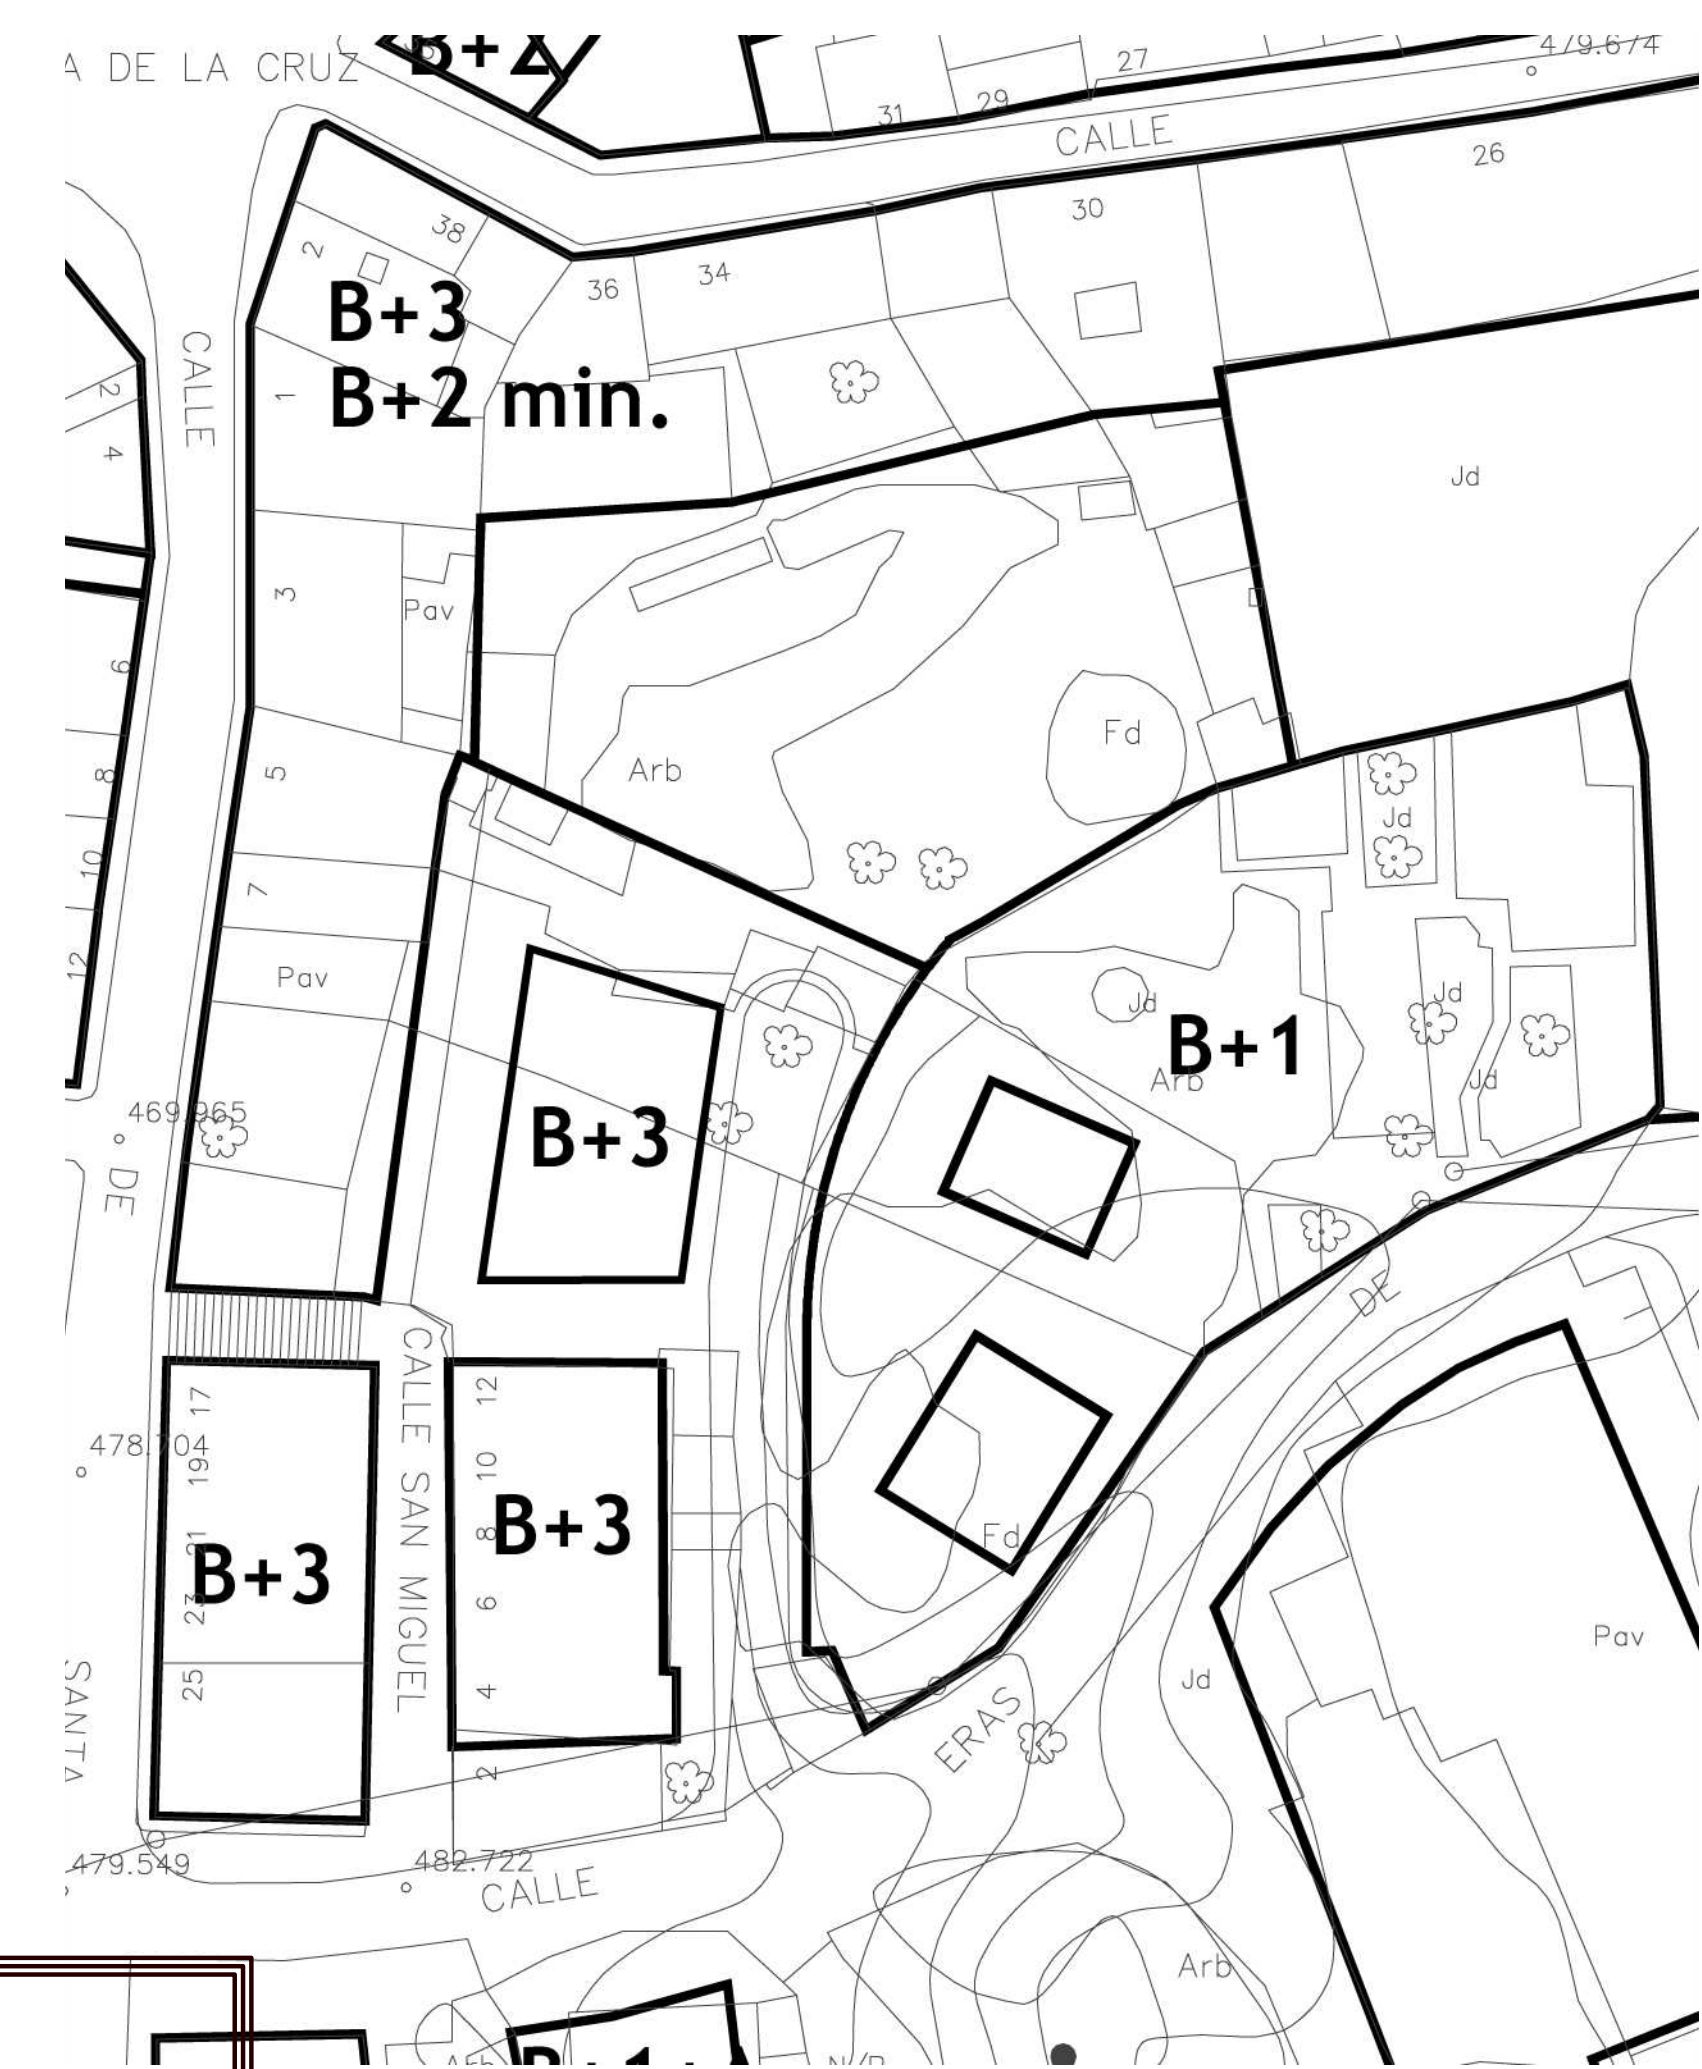 A DE LA CRUZ
B+2
479.674
27
29
31
CALLE
26
30
38
2
36
34
B+3
B+2 min.
CALLE
2
4
1
Jd
3
Pav
6
Arb
Fd
5
8
Jd
10
7
12
Pav
Jd
Jd
B+1
Arb
Jd
469.965
B+3
DE
DE
CALLE SAN MIGUEL
17
12
478.704
19
10
21
8
B+3
B+3
23
6
Fd
Pav
25
4
Jd
SANTA
ERAS
2
479.549
482.722
CALLE
Arb
Arb